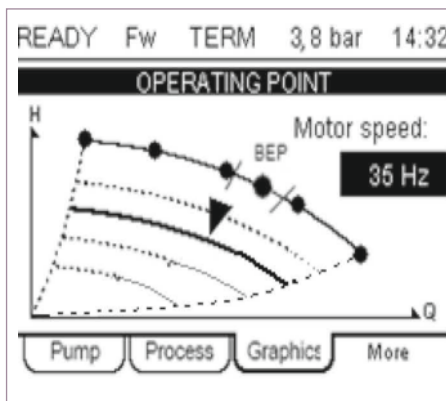 READY Fw TERM 3,8 bar 14:32
OPERATING POINT
H
Motor speed:
BEP
35 Hz
Q
Pump Process Graphics More